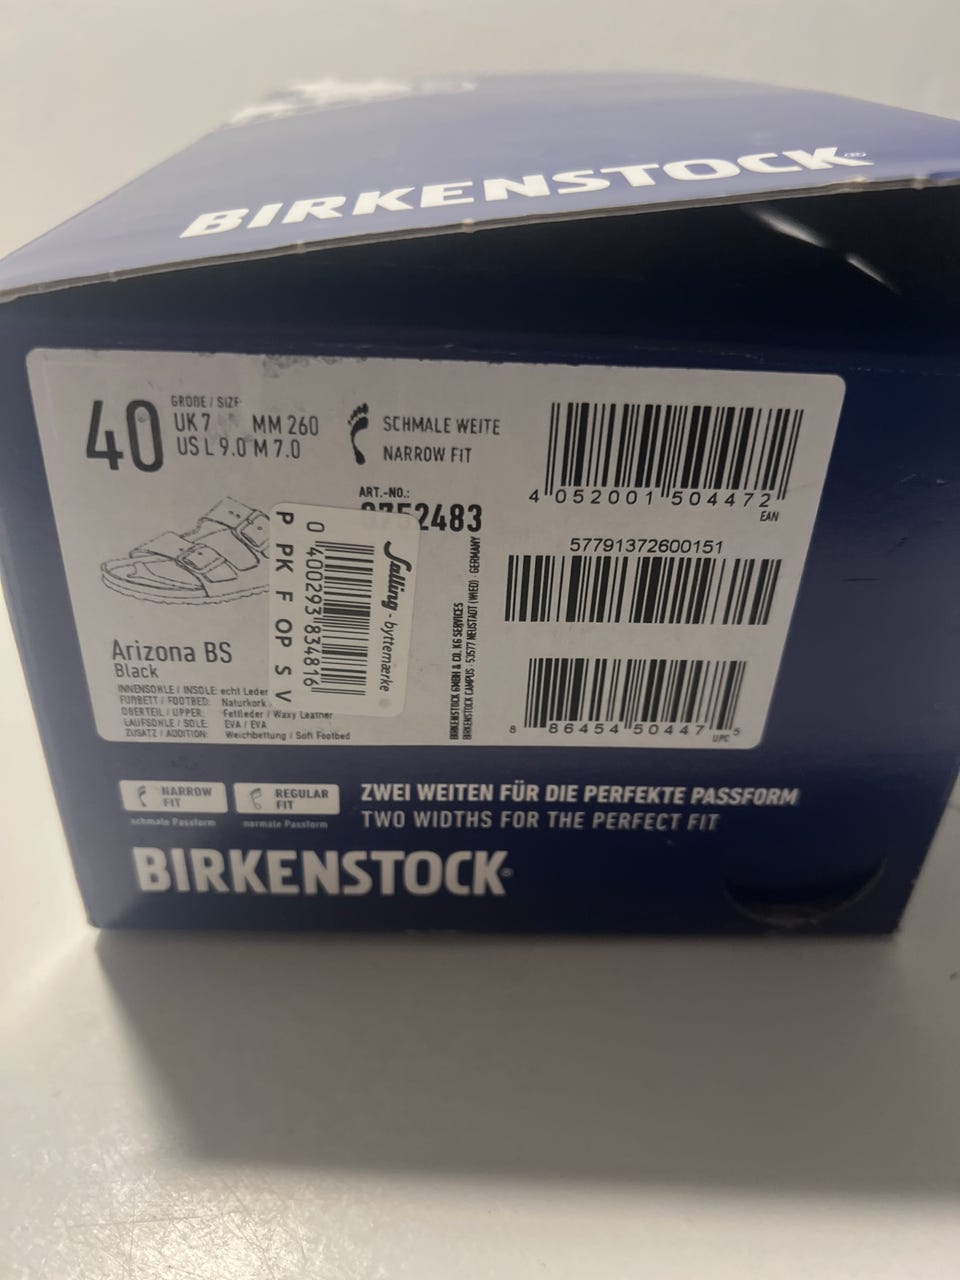 BIRKENSTOCK®
40
GRÖßE / SIZE
UK 7 MM 260
US L 9.0 M 7.0
SCHMALE WEITE
NARROW FIT
4 052001 504472
EAN
ART.-NO.:
0752483
57791372600151
8 86454 50447 5
UPC
BIRKENSTOCK GMBH & CO. KG SERVICES
BIRKENSTOCK CAMPUS · 53577 NEUSTADT (WIED) · GERMANY
Salling - byttemærke
0 400293 834816
P PK F OP S V
Arizona BS
Black
INNENSOHLE / INSOLE: echt Leder
FUßBETT / FOOTBED: Naturkork
OBERTEIL / UPPER: Fettleder / Waxy Leather
LAUFSOHLE / SOLE: EVA / EVA
ZUSATZ / ADDITION: Weichbettung / Soft Footbed
NARROW FIT
schmale Passform
REGULAR FIT
normale Passform
ZWEI WEITEN FÜR DIE PERFEKTE PASSFORM
TWO WIDTHS FOR THE PERFECT FIT
BIRKENSTOCK®